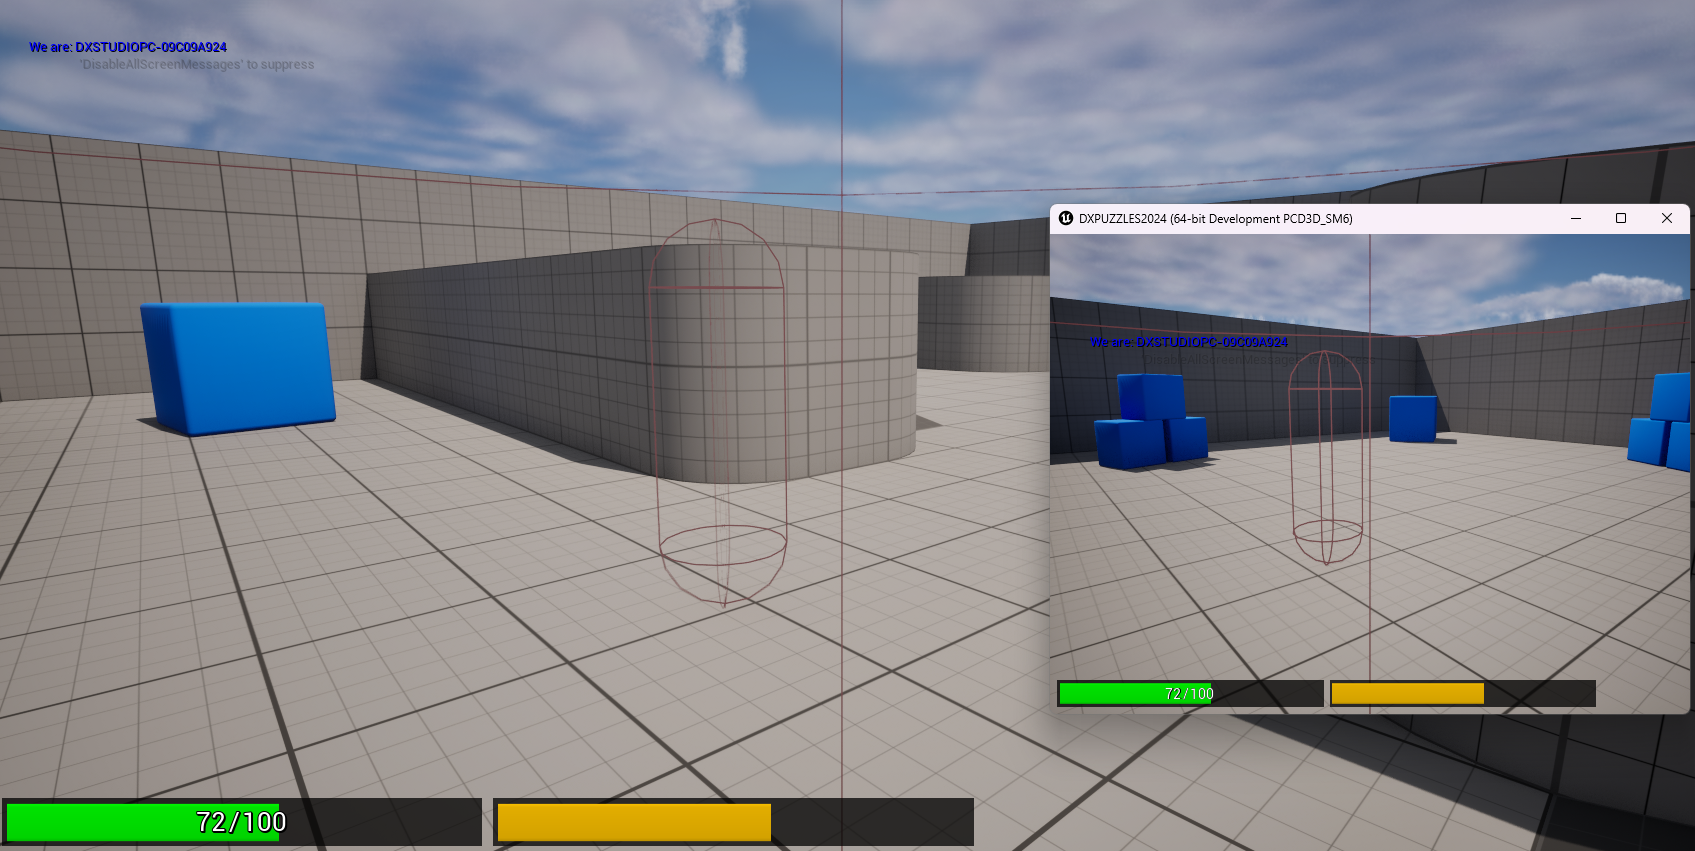 We are: DXSTUDIOPC-09C09A924
'DisableAllScreenMessages' to suppress
DXPUZZLES2024 (64-bit Development PCD3D_SM6)
We are: DXSTUDIOPC-09C09A924
'DisableAllScreenMessages'
72/100
72/100